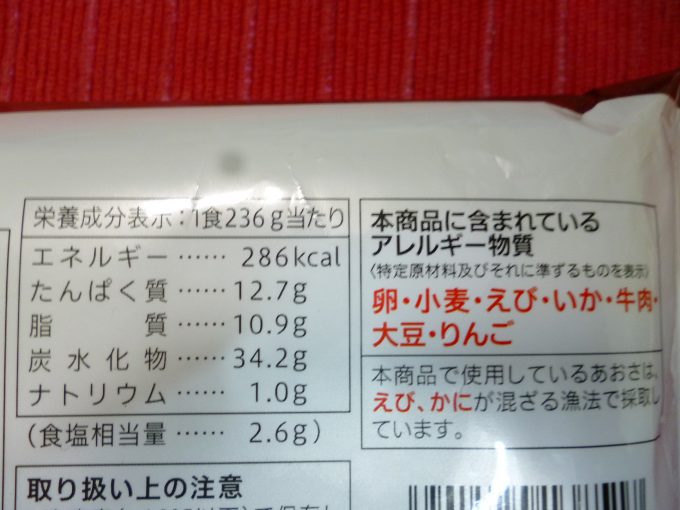 栄養成分表示:1食236g当たり
エネルギー…… 286kcal
たんぱく質…… 12.7g
脂質…… 10.9g
炭水化物…… 34.2g
ナトリウム…… 1.0g
(食塩相当量…… 2.6g)
取り扱い上の注意
本商品に含まれている
アレルギー物質
〈特定原材料及びそれに準ずるものを表示〉
卵・小麦・えび・いか・牛肉・
大豆・りんご
本商品で使用しているあおさは、
えび、かにが混ざる漁法で採取し
ています。